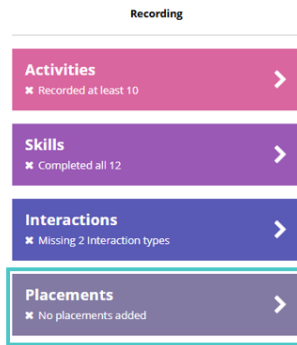 Recording
Activities
✖ Recorded at least 10
Skills
✖ Completed all 12
Interactions
✖ Missing 2 Interaction types
Placements
✖ No placements added